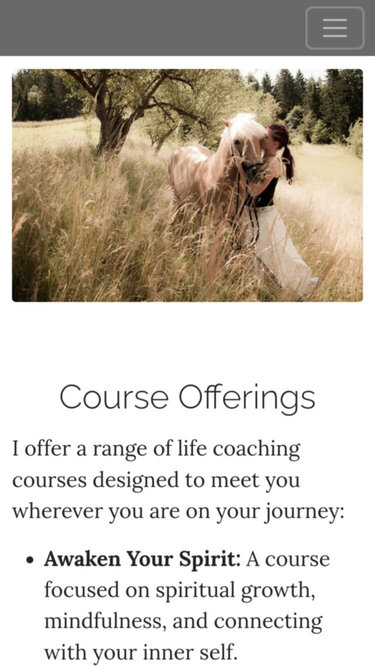 Course Offerings
I offer a range of life coaching
courses designed to meet you
wherever you are on your journey:
• Awaken Your Spirit: A course
focused on spiritual growth,
mindfulness, and connecting
with your inner self.